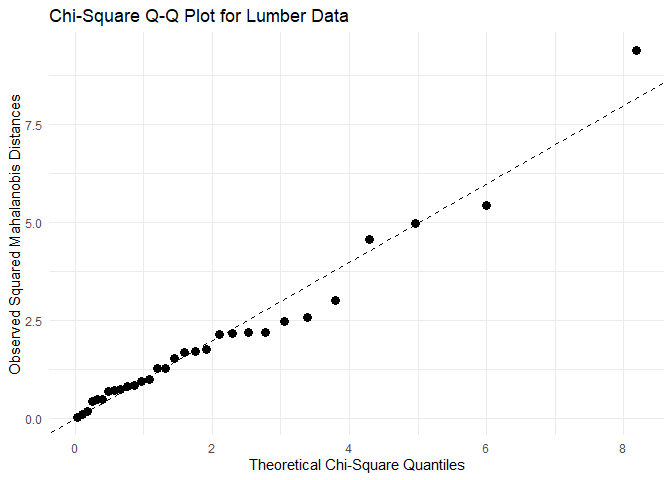 Chi-Square Q-Q Plot for Lumber Data
Observed Squared Mahalanobis Distances
7.5
5.0
2.5
0.0
0 2 4 6 8
Theoretical Chi-Square Quantiles